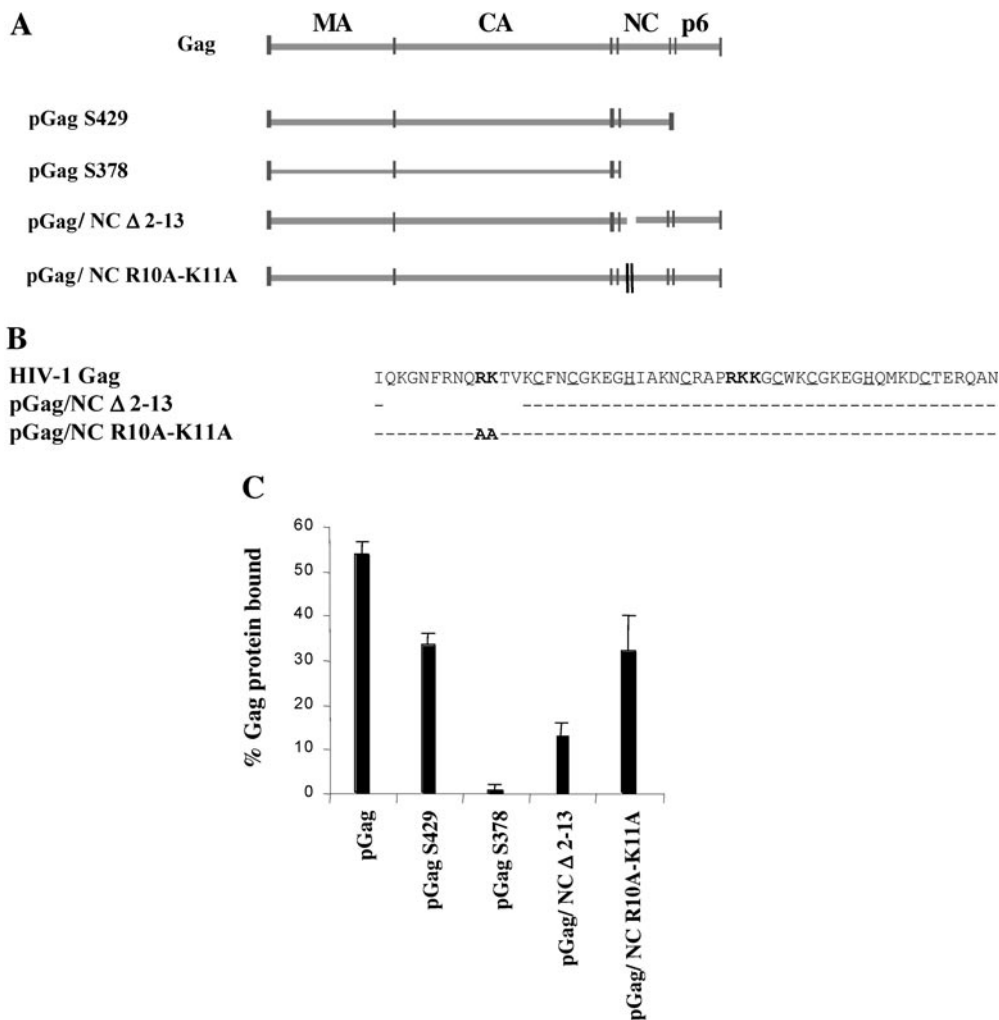 A
MA CA NC p6
Gag
pGag S429
pGag S378
pGag/ NC Δ 2-13
pGag/ NC R10A-K11A
B
HIV-1 Gag IQKGNFRNQRKTVKCFNCGKEGHIAKNCRAPRKKGCWKCGKEGHQMKDCTERQAN
pGag/NC Δ 2-13 -            ------------------------------------------
pGag/NC R10A-K11A ---------AA--------------------------------------------
C
% Gag protein bound
60
50
40
30
20
10
0
pGag
pGag S429
pGag S378
pGag/ NC Δ 2-13
pGag/ NC R10A-K11A